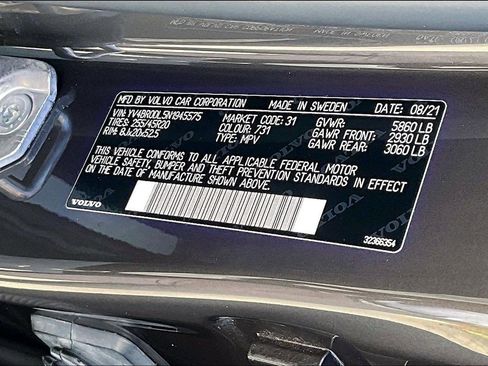 MFD BY VOLVO CAR CORPORATION MADE IN SWEDEN DATE: 08/21
VIN: YV4BR0DL5N1945575 MARKET CODE: 31 GVWR: 5860 LB
TIRES: 255/45R20 COLOUR: 731 GAWR FRONT: 2930 LB
RIM: 8Jx20x52.5 TYPE: MPV GAWR REAR: 3060 LB
THIS VEHICLE CONFORMS TO ALL APPLICABLE FEDERAL MOTOR
VEHICLE SAFETY, BUMPER AND THEFT PREVENTION STANDARDS IN EFFECT
ON THE DATE OF MANUFACTURE SHOWN ABOVE.
VOLVO
32366354